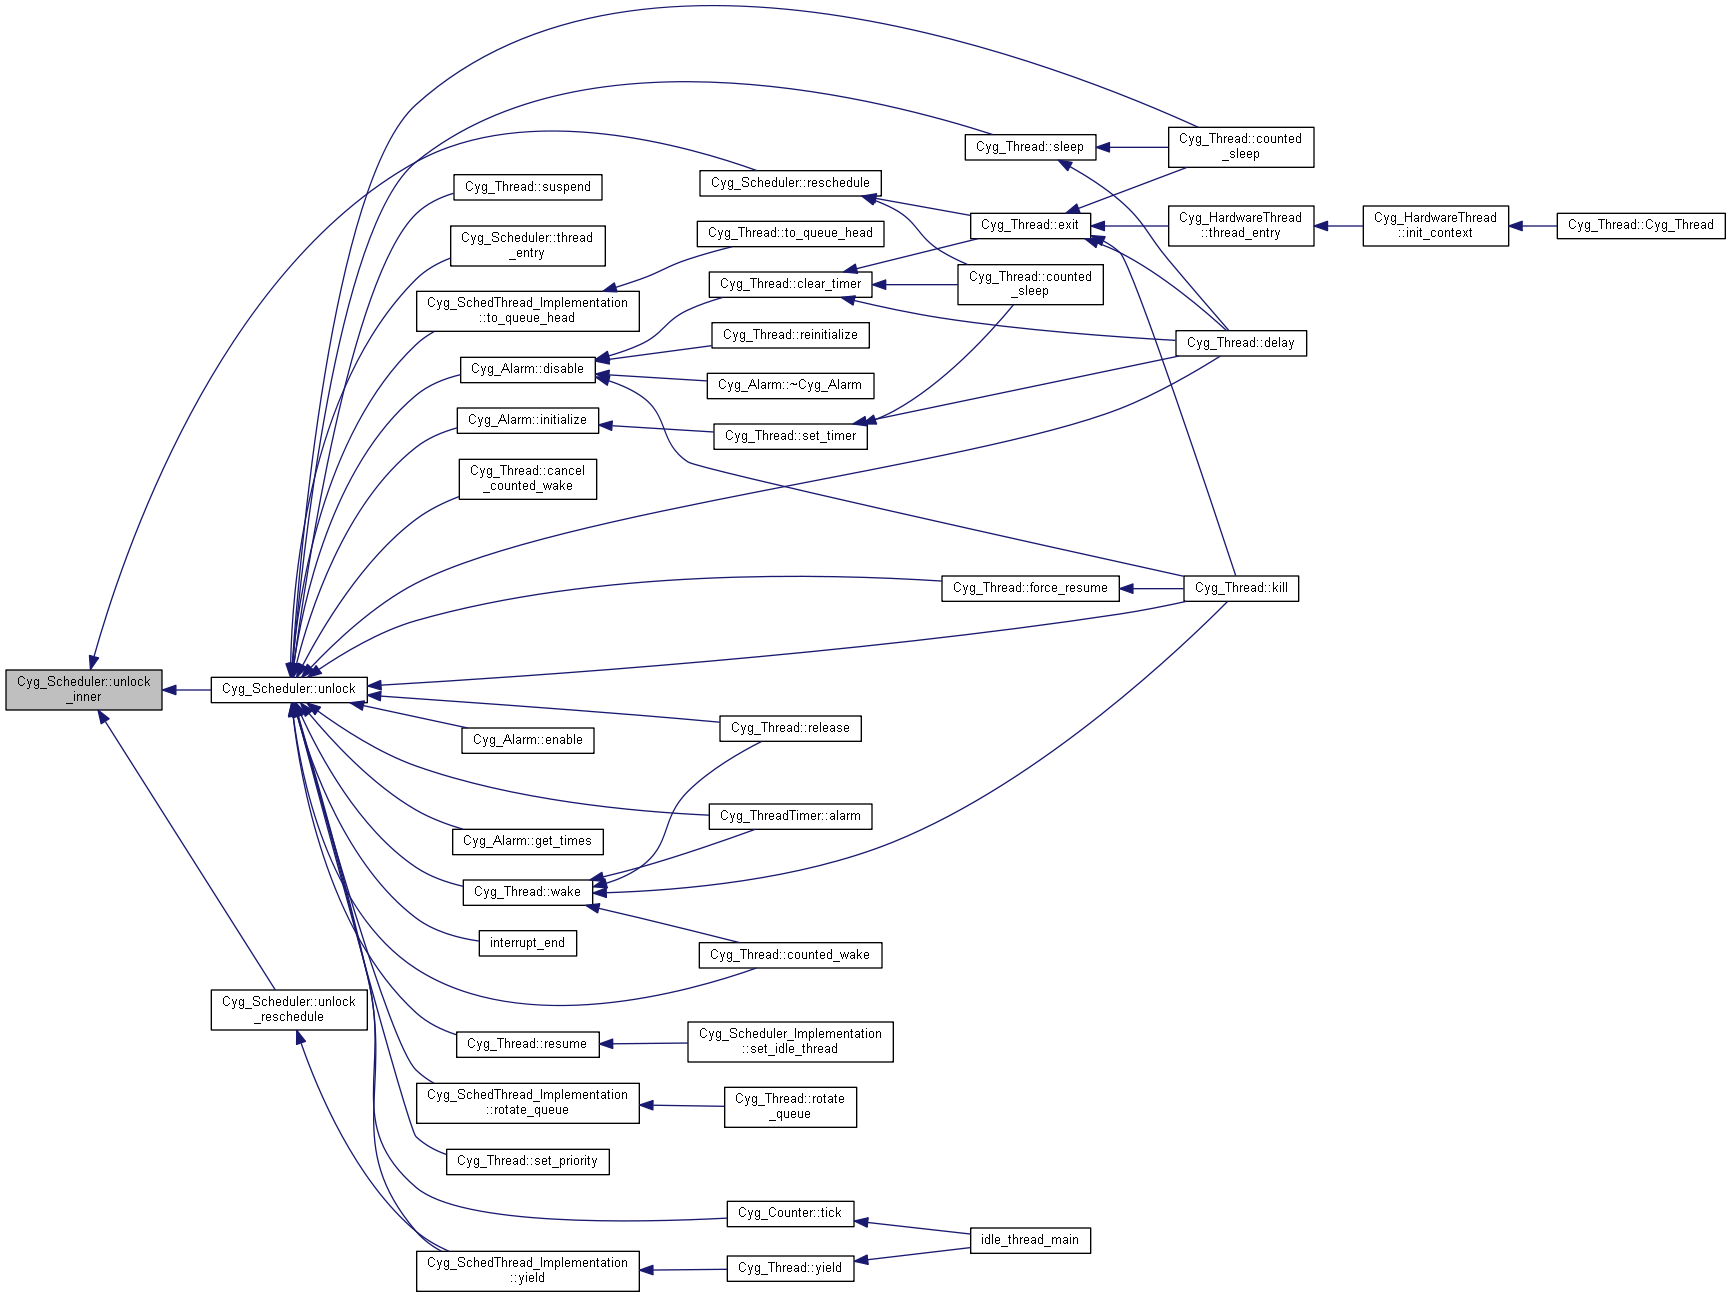 Cyg_Thread::counted
_sleep
Cyg_Thread::sleep
Cyg_Scheduler::reschedule
Cyg_Thread::suspend
Cyg_Thread::exit
Cyg_HardwareThread
::thread_entry
Cyg_HardwareThread
::init_context
Cyg_Thread::Cyg_Thread
Cyg_Thread::to_queue_head
Cyg_Scheduler::thread
_entry
Cyg_Thread::clear_timer
Cyg_Thread::counted
_sleep
Cyg_SchedThread_Implementation
::to_queue_head
Cyg_Thread::reinitialize
Cyg_Thread::delay
Cyg_Alarm::disable
Cyg_Alarm::~Cyg_Alarm
Cyg_Alarm::initialize
Cyg_Thread::set_timer
Cyg_Thread::cancel
_counted_wake
Cyg_Thread::force_resume
Cyg_Thread::kill
Cyg_Scheduler::unlock
_inner
Cyg_Scheduler::unlock
Cyg_Thread::release
Cyg_Alarm::enable
Cyg_ThreadTimer::alarm
Cyg_Alarm::get_times
Cyg_Thread::wake
interrupt_end
Cyg_Thread::counted_wake
Cyg_Scheduler::unlock
_reschedule
Cyg_Thread::resume
Cyg_Scheduler_Implementation
::set_idle_thread
Cyg_SchedThread_Implementation
::rotate_queue
Cyg_Thread::rotate
_queue
Cyg_Thread::set_priority
Cyg_Counter::tick
idle_thread_main
Cyg_SchedThread_Implementation
::yield
Cyg_Thread::yield